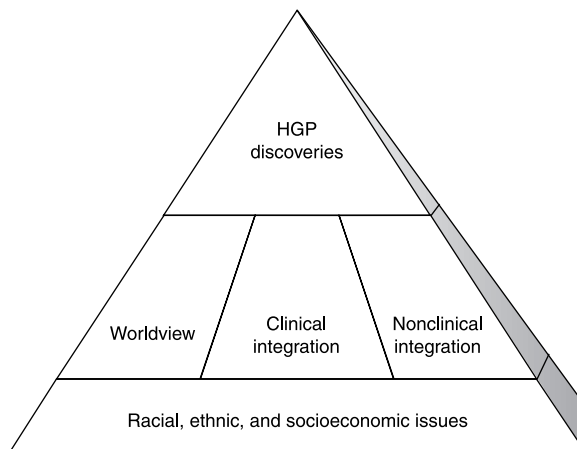 HGP
discoveries
Worldview
Clinical
integration
Nonclinical
integration
Racial, ethnic, and socioeconomic issues